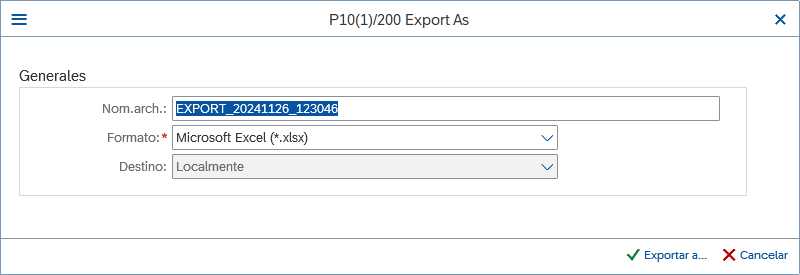 P10(1)/200 Export As
Generales
Nom.arch.: EXPORT_20241126_123046
Formato:* Microsoft Excel (*.xlsx)
Destino: Localmente
Exportar a... Cancelar